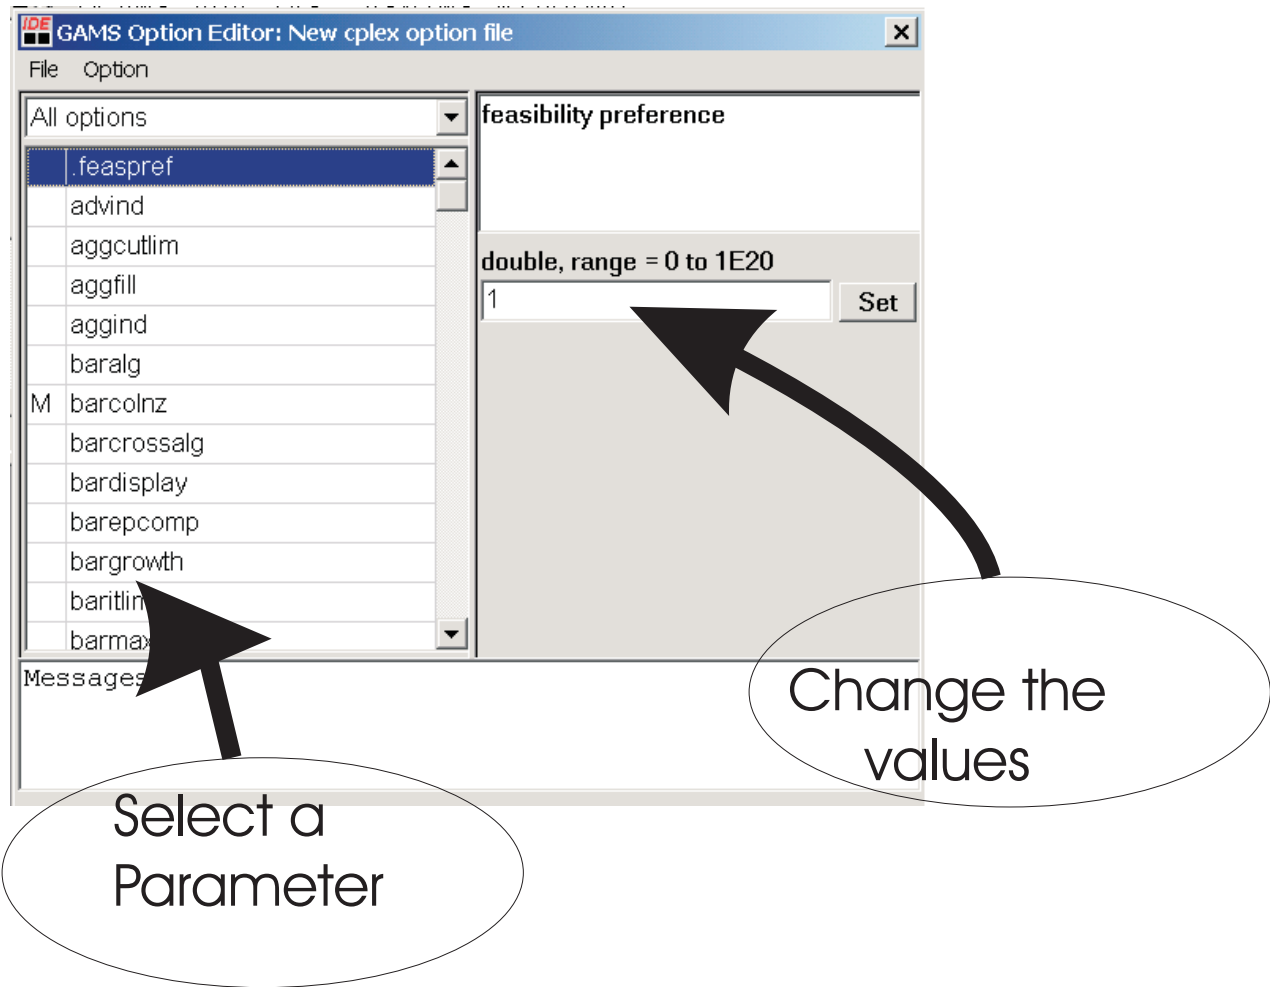 IDE
GAMS Option Editor: New cplex option file
File Option
All options
.feaspref
advind
aggcutlim
aggfill
aggind
baralg
M barcolnz
barcrossalg
bardisplay
barepcomp
bargrowth
feasibility preference
double, range = 0 to 1E20
1
Set
Change the
values
Select a
Parameter